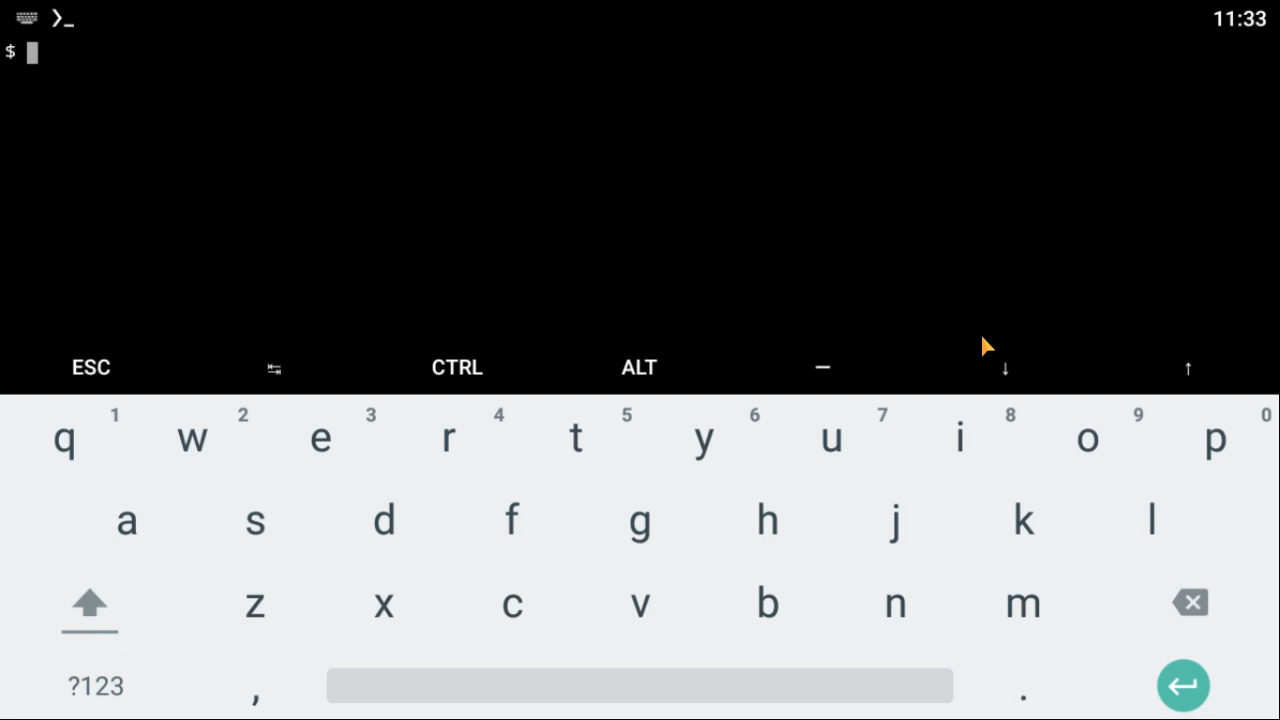 11:33
$
ESC ↹ CTRL ALT — ↓ ↑
q 1 w 2 e 3 r 4 t 5 y 6 u 7 i 8 o 9 p 0
a s d f g h j k l
z x c v b n m
?123 , .